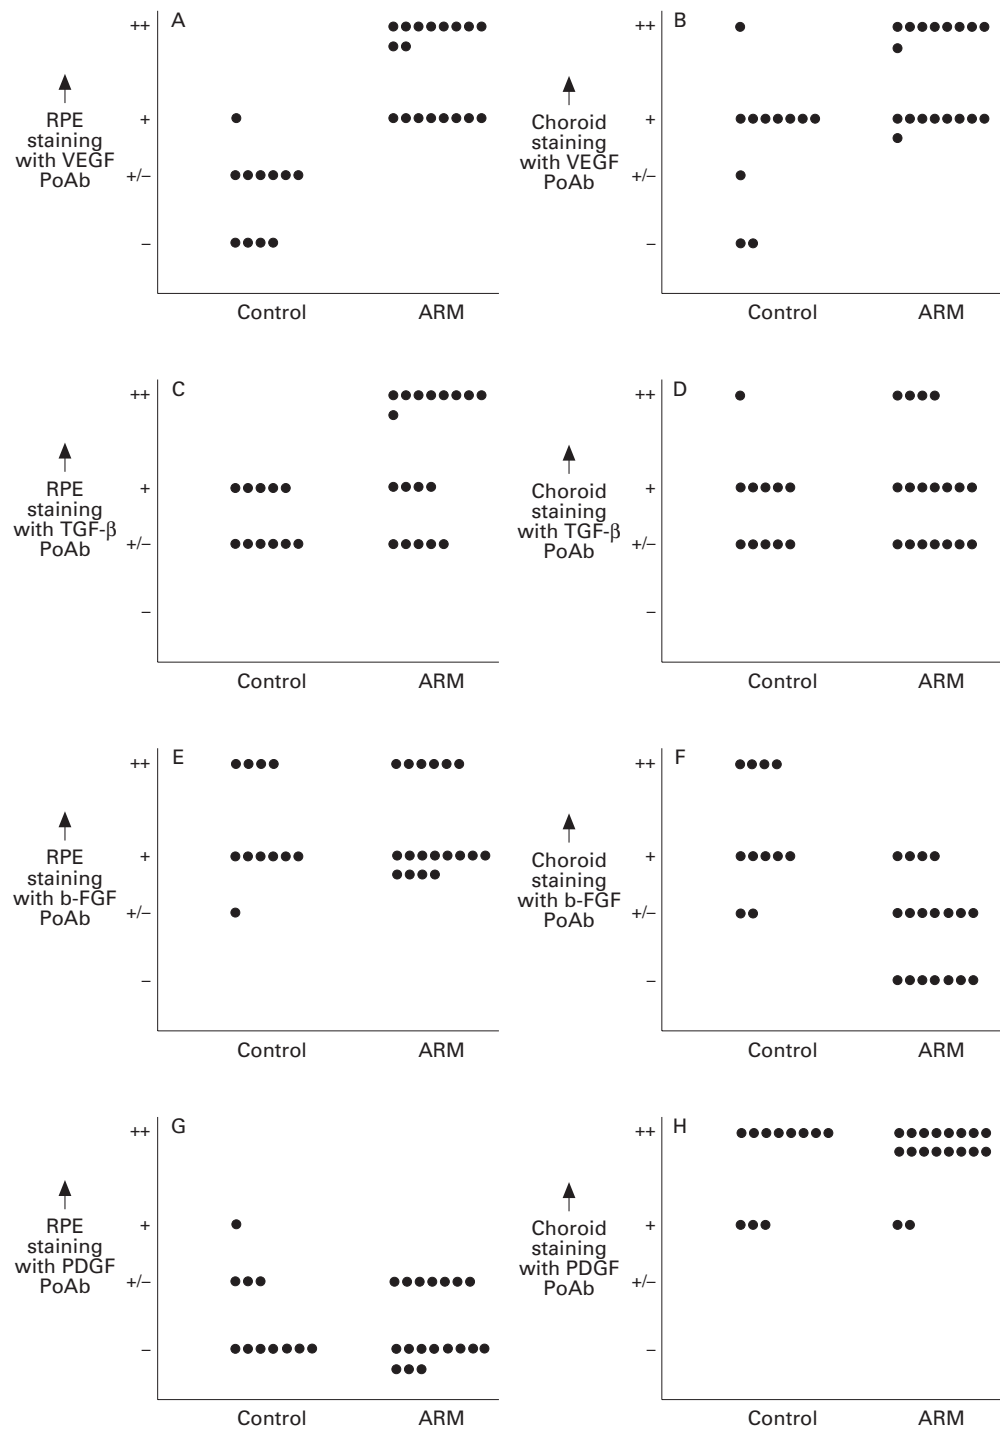 A
++
+
+/–
–
RPE
staining
with VEGF
PoAb
Control ARM
B
++
+
+/–
–
Choroid
staining
with VEGF
PoAb
Control ARM
C
++
+
+/–
–
RPE
staining
with TGF-β
PoAb
Control ARM
D
++
+
+/–
–
Choroid
staining
with TGF-β
PoAb
Control ARM
E
++
+
+/–
–
RPE
staining
with b-FGF
PoAb
Control ARM
F
++
+
+/–
–
Choroid
staining
with b-FGF
PoAb
Control ARM
G
++
+
+/–
–
RPE
staining
with PDGF
PoAb
Control ARM
H
++
+
+/–
–
Choroid
staining
with PDGF
PoAb
Control ARM